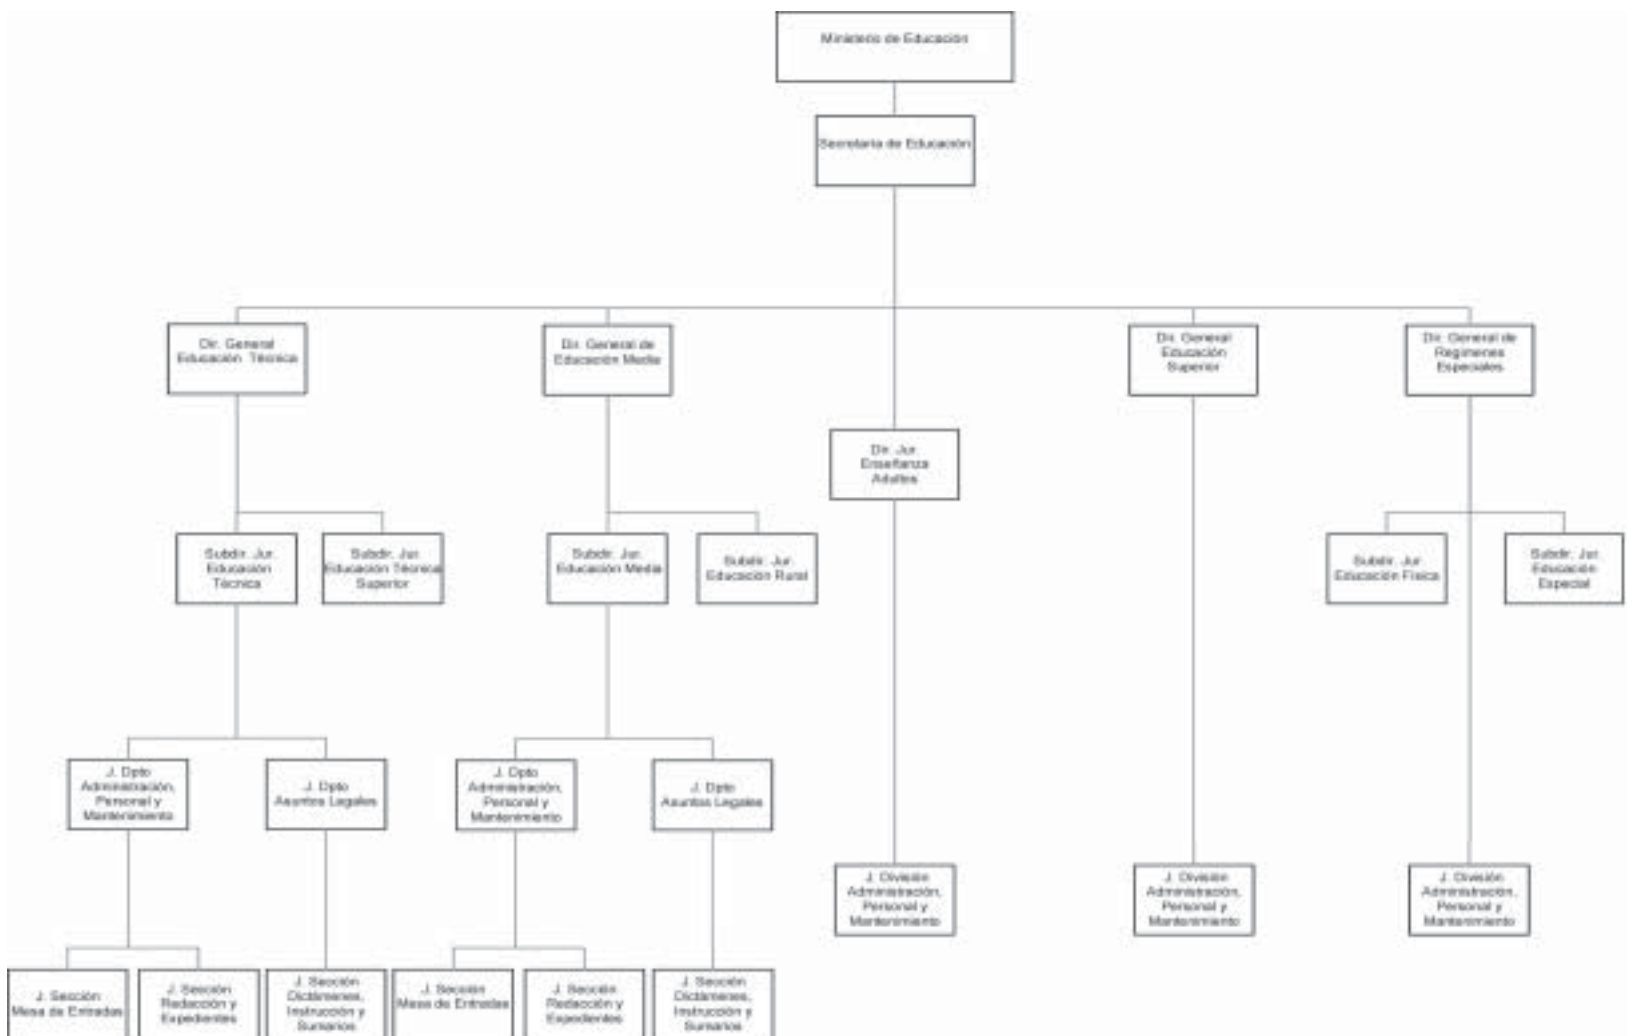 Ministerio de Educación
Secretaría de Educación
Dir. General
Educación Técnica
Dir. General de
Educación Media
Dir. General
Educación
Superior
Dir. General de
Regímenes
Especiales
Dir. Jur.
Enseñanza
Adultos
Subdir. Jur.
Educación
Técnica
Subdir. Jur.
Educación Técnica
Superior
Subdir. Jur.
Educación Media
Subdir. Jur.
Educación Rural
Subdir. Jur.
Educación Física
Subdir. Jur.
Educación
Especial
J. Dpto
Administración,
Personal y
Mantenimiento
J. Dpto
Asuntos Legales
J. Dpto
Administración,
Personal y
Mantenimiento
J. Dpto
Asuntos Legales
J. División
Administración,
Personal y
Mantenimiento
J. División
Administración,
Personal y
Mantenimiento
J. División
Administración,
Personal y
Mantenimiento
J. Sección
Mesa de Entradas
J. Sección
Redacción y
Expedientes
J. Sección
Dictámenes,
Instrucción y
Sumarios
J. Sección
Mesa de Entradas
J. Sección
Redacción y
Expedientes
J. Sección
Dictámenes,
Instrucción y
Sumarios